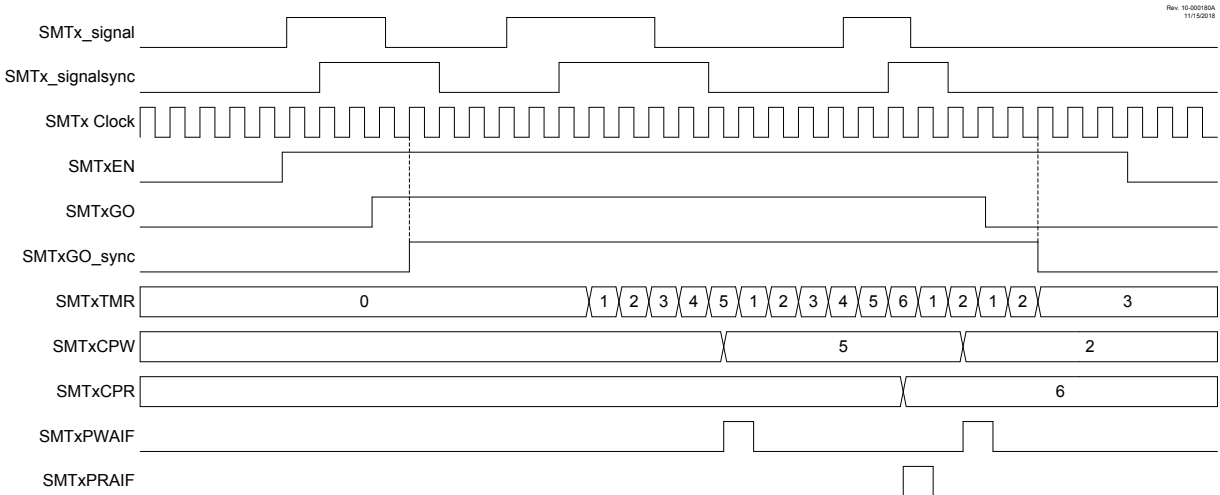 Rev. 10-000180A
11/15/2018
SMTx_signal
SMTx_signalsync
SMTx Clock
SMTxEN
SMTxGO
SMTxGO_sync
SMTxTMR 0 1 2 3 4 5 1 2 3 4 5 6 1 2 1 2 3
SMTxCPW 5 2
SMTxCPR 6
SMTxPWAIF
SMTxPRAIF